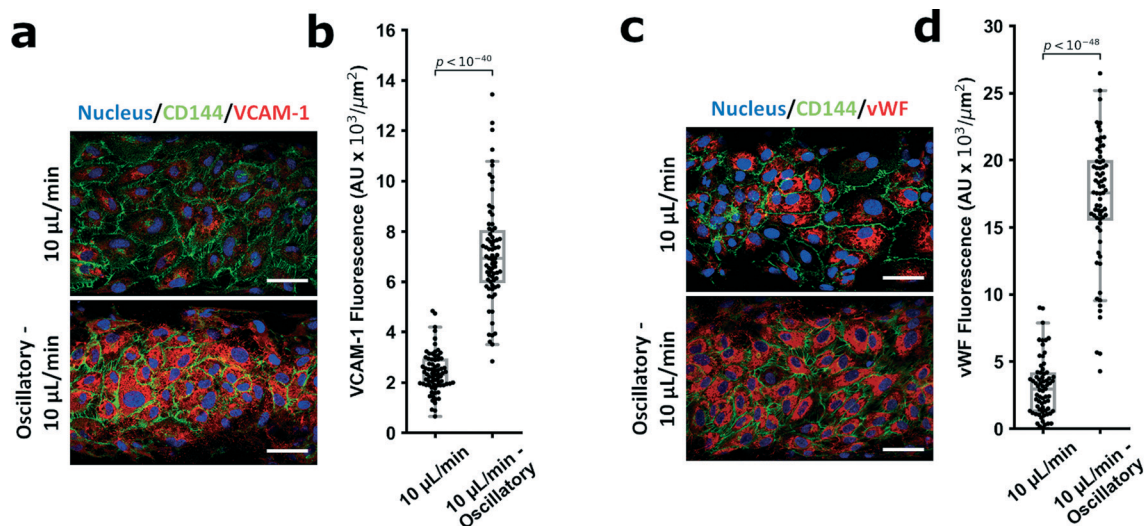 a
Nucleus/CD144/VCAM-1
10 µL/min
Oscillatory -
10 µL/min
b
VCAM-1 Fluorescence (AU x 10³/µm²)
16
14
12
10
8
6
4
2
0
p < 10⁻⁴⁰
10 µL/min
10 µL/min -
Oscillatory
c
Nucleus/CD144/vWF
10 µL/min
Oscillatory -
10 µL/min
d
vWF Fluorescence (AU x 10³/µm²)
30
25
20
15
10
5
0
p < 10⁻⁴⁸
10 µL/min
10 µL/min -
Oscillatory